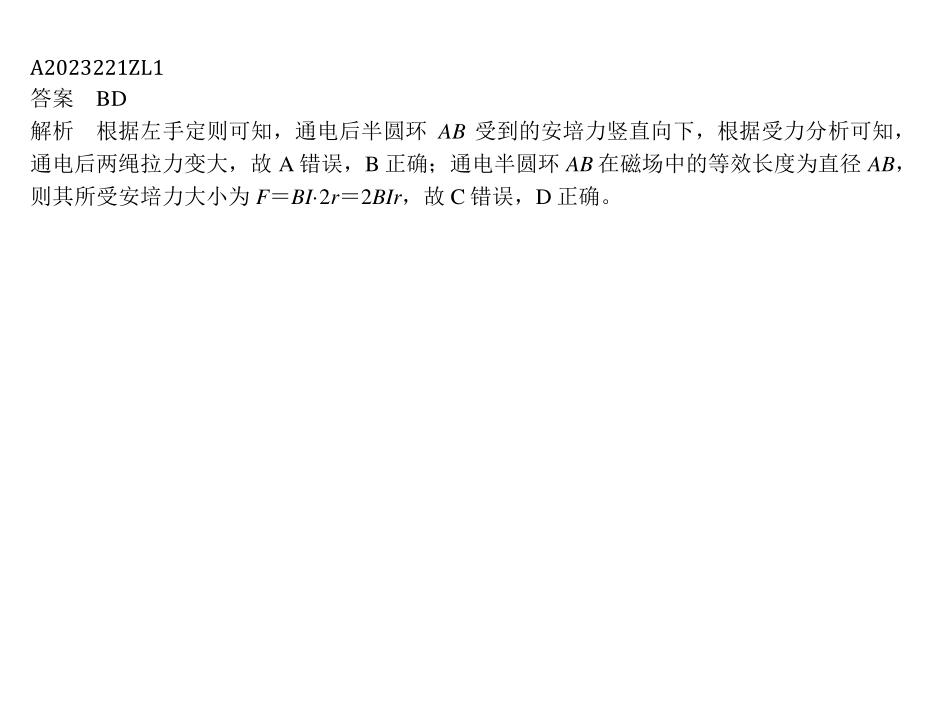 A2023221ZL1
答案　BD
解析　根据左手定则可知，通电后半圆环 AB 受到的安培力竖直向下，根据受力分析可知，
通电后两绳拉力变大，故 A 错误，B 正确；通电半圆环 AB 在磁场中的等效长度为直径 AB，
则其所受安培力大小为 F＝BI·2r＝2BIr，故 C 错误，D 正确。